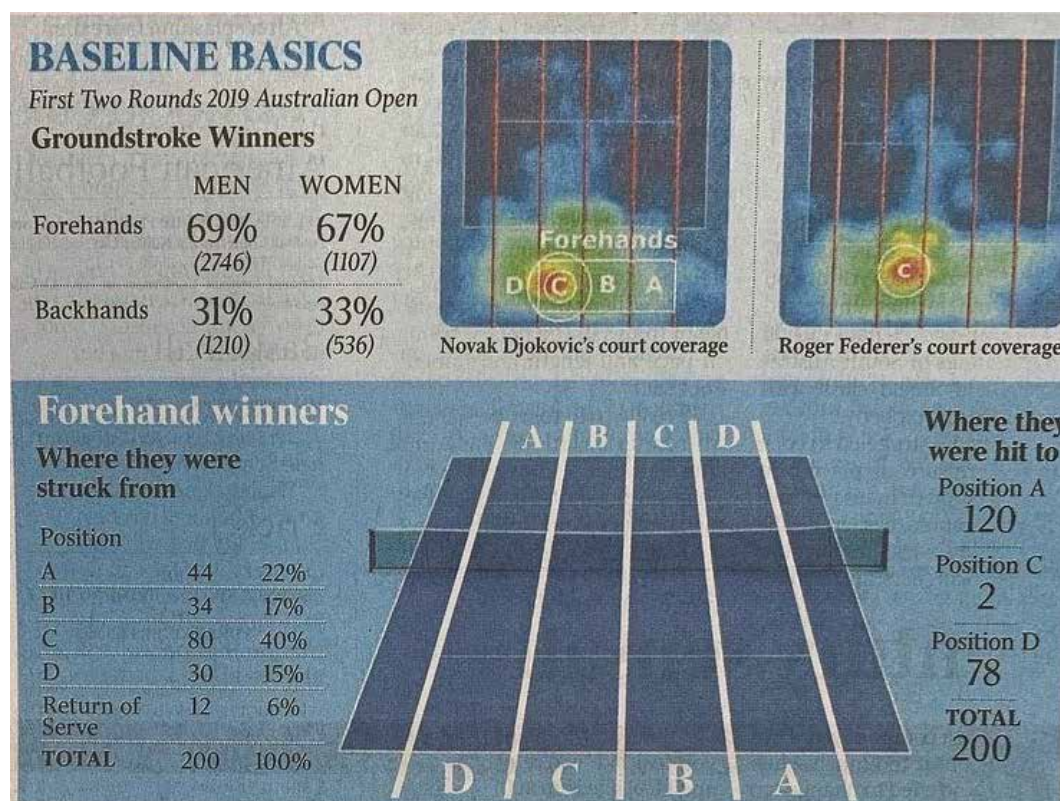 BASELINE BASICS
First Two Rounds 2019 Australian Open
Groundstroke Winners
MEN WOMEN
Forehands 69% 67%
(2746) (1107)
Backhands 31% 33%
(1210) (536)
Forehands
D C B A
Novak Djokovic's court coverage
C
Roger Federer's court coverage
Forehand winners
Where they were
struck from
Position
A 44 22%
B 34 17%
C 80 40%
D 30 15%
Return of 12 6%
Serve
TOTAL 200 100%
A B C D
D C B A
Where they
were hit to
Position A
120
Position C
2
Position D
78
TOTAL
200